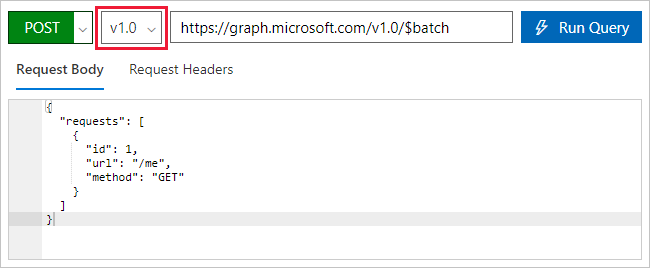 POST v1.0 https://graph.microsoft.com/v1.0/$batch Run Query
Request Body Request Headers
{
"requests": [
{
"id": 1,
"url": "/me",
"method": "GET"
}
]
}